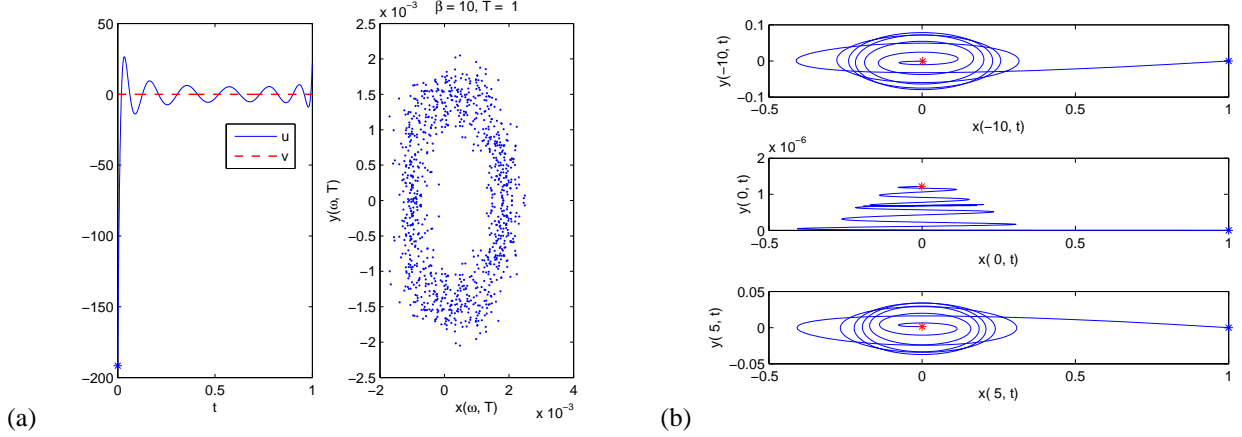 50
0
−50
−100
−150
−200
0
0.5
1
t
u
v
(a)
x 10⁻³
β = 10, T = 1
2.5
2
1.5
1
0.5
0
−0.5
−1
−1.5
−2
−2.5
y(ω, T)
−2
0
2
4
x(ω, T)
x 10⁻³
0.1
0
−0.1
y(−10, t)
−0.5
0
0.5
1
x(−10, t)
x 10⁻⁶
2
1
0
y( 0, t)
−0.5
0
0.5
1
x( 0, t)
0.05
0
−0.05
y( 5, t)
−0.5
0
0.5
1
x( 5, t)
(b)